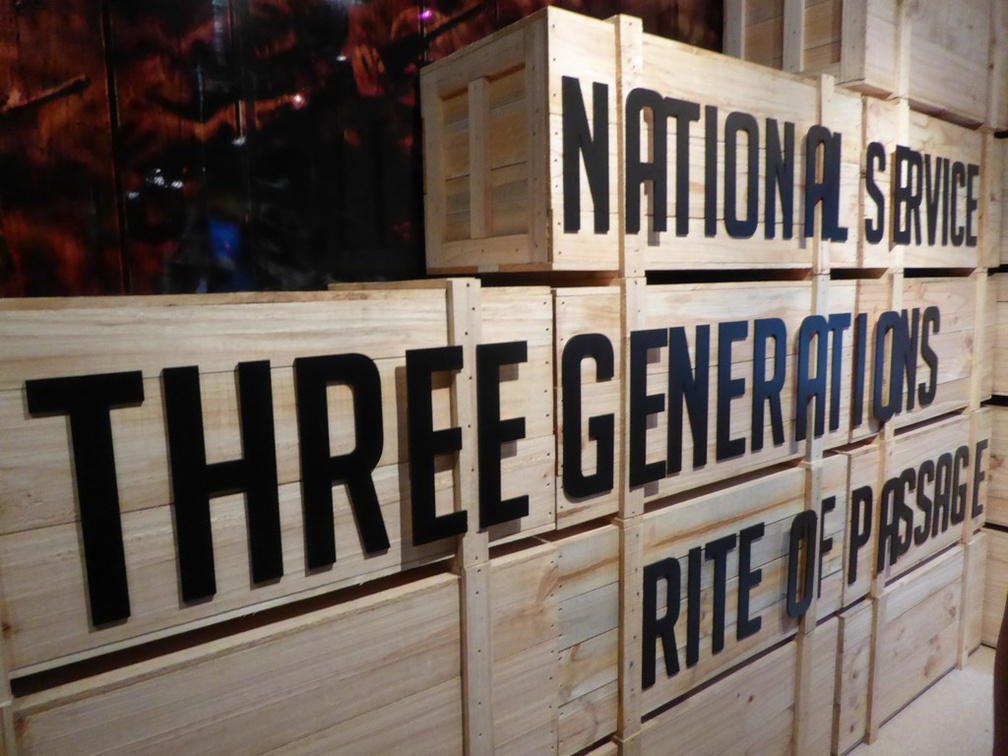 NATIONAL SERVICE
THREE GENERATIONS
RITE OF PASSAGE